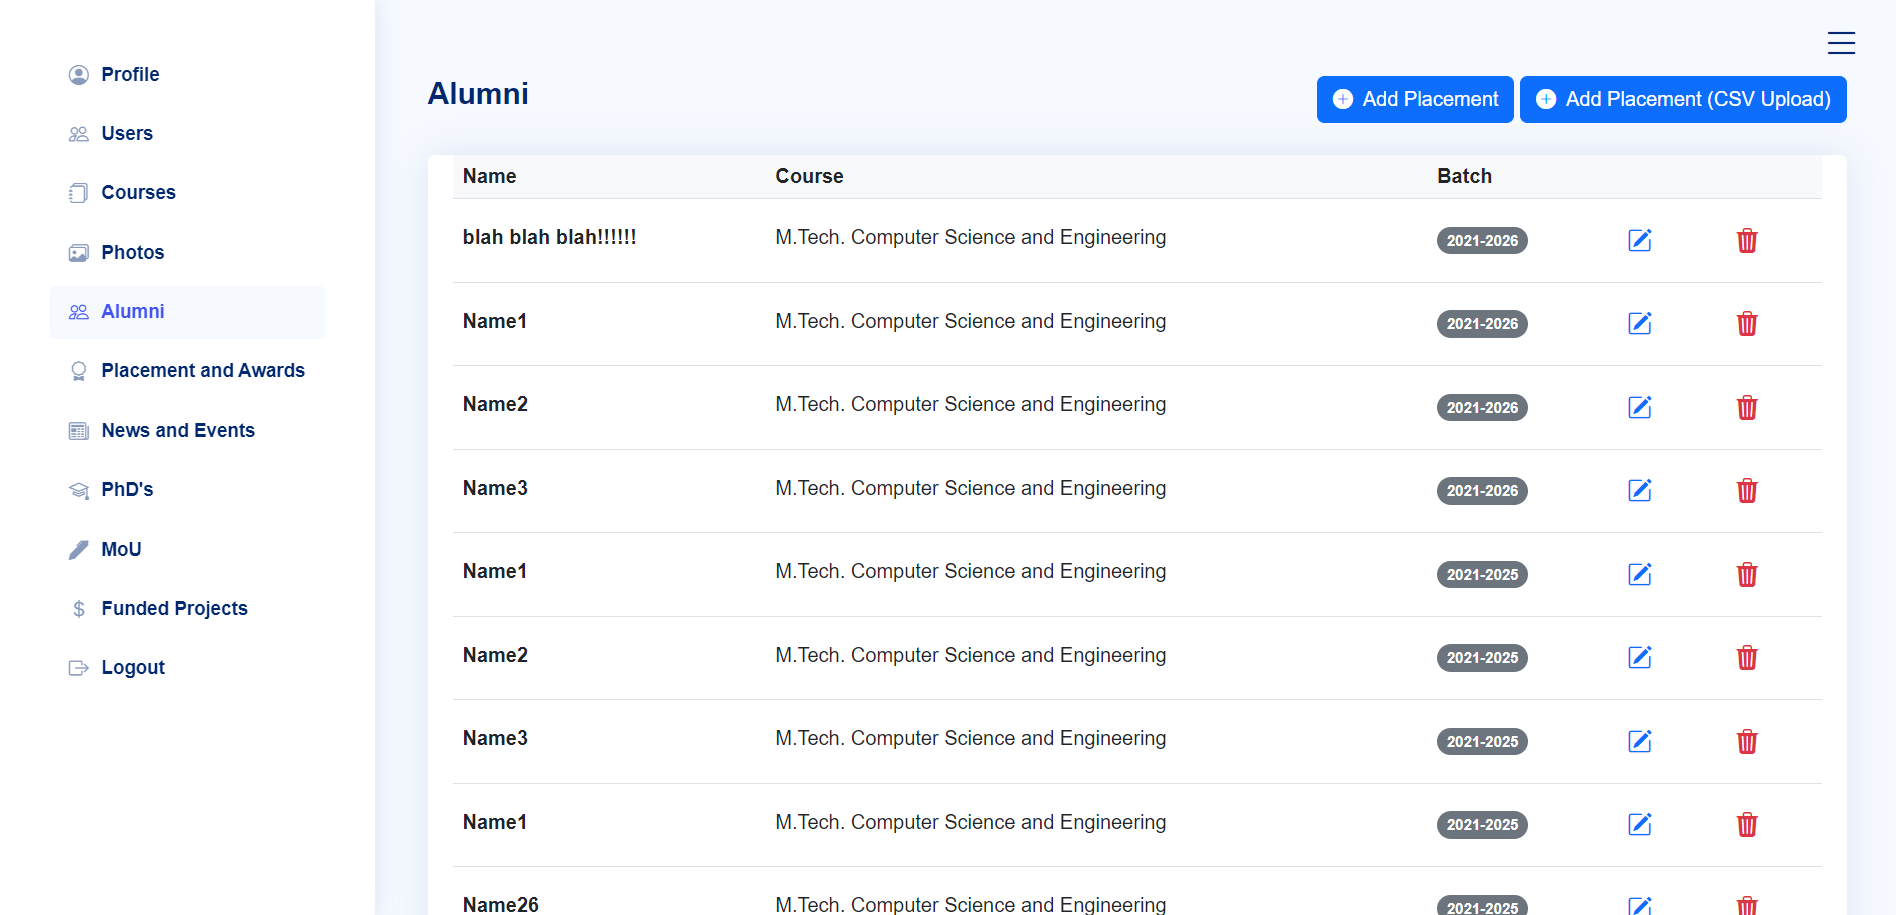 Profile
Users
Courses
Photos
Alumni
Placement and Awards
News and Events
PhD's
MoU
Funded Projects
Logout
Alumni
Add Placement
Add Placement (CSV Upload)
Name Course Batch
blah blah blah!!!!!! M.Tech. Computer Science and Engineering 2021-2026
Name1 M.Tech. Computer Science and Engineering 2021-2026
Name2 M.Tech. Computer Science and Engineering 2021-2026
Name3 M.Tech. Computer Science and Engineering 2021-2026
Name1 M.Tech. Computer Science and Engineering 2021-2025
Name2 M.Tech. Computer Science and Engineering 2021-2025
Name3 M.Tech. Computer Science and Engineering 2021-2025
Name1 M.Tech. Computer Science and Engineering 2021-2025
Name26 M.Tech. Computer Science and Engineering 2021-2025